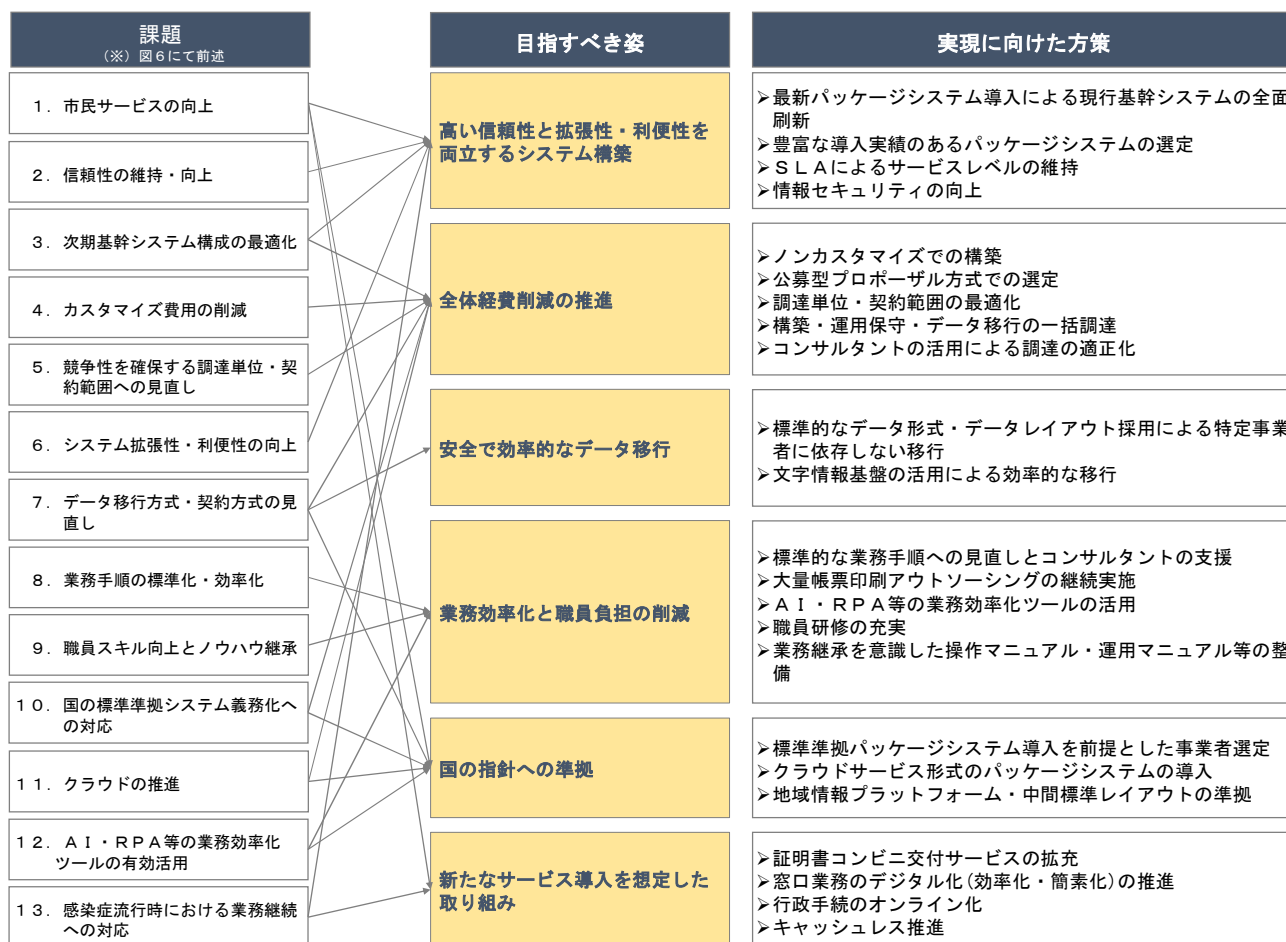 課題
（※）図６にて前述
１．市民サービスの向上
２．信頼性の維持・向上
３．次期基幹システム構成の最適化
４．カスタマイズ費用の削減
５．競争性を確保する調達単位・契
約範囲への見直し
６．システム拡張性・利便性の向上
７．データ移行方式・契約方式の見
直し
８．業務手順の標準化・効率化
９．職員スキル向上とノウハウ継承
１０．国の標準準拠システム義務化へ
の対応
１１．クラウドの推進
１２．ＡＩ・ＲＰＡ等の業務効率化
ツールの有効活用
１３．感染症流行時における業務継続
への対応
目指すべき姿
高い信頼性と拡張性・利便性を
両立するシステム構築
全体経費削減の推進
安全で効率的なデータ移行
業務効率化と職員負担の削減
国の指針への準拠
新たなサービス導入を想定した
取り組み
実現に向けた方策
➢最新パッケージシステム導入による現行基幹システムの全面
刷新
➢豊富な導入実績のあるパッケージシステムの選定
➢ＳＬＡによるサービスレベルの維持
➢情報セキュリティの向上
➢ノンカスタマイズでの構築
➢公募型プロポーザル方式での選定
➢調達単位・契約範囲の最適化
➢構築・運用保守・データ移行の一括調達
➢コンサルタントの活用による調達の適正化
➢標準的なデータ形式・データレイアウト採用による特定事業
者に依存しない移行
➢文字情報基盤の活用による効率的な移行
➢標準的な業務手順への見直しとコンサルタントの支援
➢大量帳票印刷アウトソーシングの継続実施
➢ＡＩ・ＲＰＡ等の業務効率化ツールの活用
➢職員研修の充実
➢業務継承を意識した操作マニュアル・運用マニュアル等の整
備
➢標準準拠パッケージシステム導入を前提とした事業者選定
➢クラウドサービス形式のパッケージシステムの導入
➢地域情報プラットフォーム・中間標準レイアウトの準拠
➢証明書コンビニ交付サービスの拡充
➢窓口業務のデジタル化(効率化・簡素化)の推進
➢行政手続のオンライン化
➢キャッシュレス推進